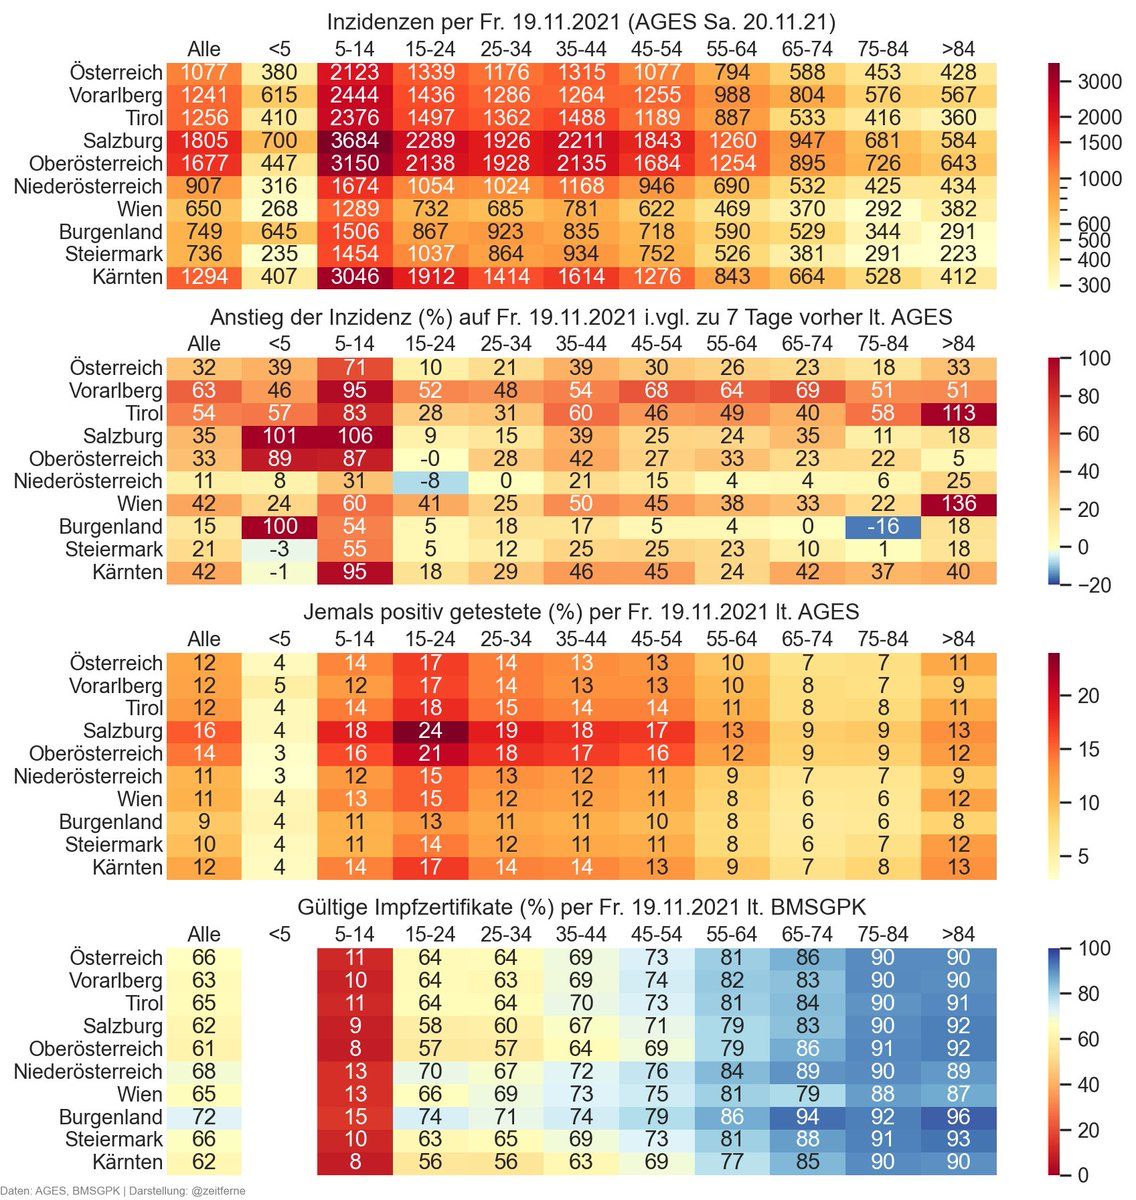 Inzidenzen per Fr. 19.11.2021 (AGES Sa. 20.11.21)
Alle <5 5-14 15-24 25-34 35-44 45-54 55-64 65-74 75-84 >84
Österreich 1077 380 2123 1339 1176 1315 1077 794 588 453 428
Vorarlberg 1241 615 2444 1436 1286 1264 1255 988 804 576 567
Tirol 1256 410 2376 1497 1362 1488 1189 887 533 416 360
Salzburg 1805 700 3684 2289 1926 2211 1843 1260 947 681 584
Oberösterreich 1677 447 3150 2138 1928 2135 1684 1254 895 726 643
Niederösterreich 907 316 1674 1054 1024 1168 946 690 532 425 434
Wien 650 268 1289 732 685 781 622 469 370 292 382
Burgenland 749 645 1506 867 923 835 718 590 529 344 291
Steiermark 736 235 1454 1037 864 934 752 526 381 291 223
Kärnten 1294 407 3046 1912 1414 1614 1276 843 664 528 412
3000
2000
1500
1000
600
500
400
300
Anstieg der Inzidenz (%) auf Fr. 19.11.2021 i.vgl. zu 7 Tage vorher lt. AGES
Alle <5 5-14 15-24 25-34 35-44 45-54 55-64 65-74 75-84 >84
Österreich 32 39 71 10 21 39 30 26 23 18 33
Vorarlberg 63 46 95 52 48 54 68 64 69 51 51
Tirol 54 57 83 28 31 60 46 49 40 58 113
Salzburg 35 101 106 9 15 39 25 24 35 11 18
Oberösterreich 33 89 87 -0 28 42 27 33 23 22 5
Niederösterreich 11 8 31 -8 0 21 15 4 4 6 25
Wien 42 24 60 41 25 50 45 38 33 22 136
Burgenland 15 100 54 5 18 17 5 4 0 -16 18
Steiermark 21 -3 55 5 12 25 25 23 10 1 18
Kärnten 42 -1 95 18 29 46 45 24 42 37 40
100
80
60
40
20
0
−20
Jemals positiv getestete (%) per Fr. 19.11.2021 lt. AGES
Alle <5 5-14 15-24 25-34 35-44 45-54 55-64 65-74 75-84 >84
Österreich 12 4 14 17 14 13 13 10 7 7 11
Vorarlberg 12 5 12 17 14 13 13 10 8 7 9
Tirol 12 4 14 18 15 14 14 11 8 8 11
Salzburg 16 4 18 24 19 18 17 13 9 9 13
Oberösterreich 14 3 16 21 18 17 16 12 9 9 12
Niederösterreich 11 3 12 15 13 12 11 9 7 7 9
Wien 11 4 13 15 12 12 11 8 6 6 12
Burgenland 9 4 11 13 11 11 10 8 6 6 8
Steiermark 10 4 11 14 12 11 11 8 6 7 12
Kärnten 12 4 14 17 14 14 13 9 7 8 13
20
15
10
5
Gültige Impfzertifikate (%) per Fr. 19.11.2021 lt. BMSGPK
Alle <5 5-14 15-24 25-34 35-44 45-54 55-64 65-74 75-84 >84
Österreich 66 11 64 64 69 73 81 86 90 90
Vorarlberg 63 10 64 63 69 74 82 83 90 90
Tirol 65 11 64 64 70 73 81 84 90 91
Salzburg 62 9 58 60 67 71 79 83 90 92
Oberösterreich 61 8 57 57 64 69 79 86 91 92
Niederösterreich 68 13 70 67 72 76 84 89 90 89
Wien 65 13 66 69 73 75 81 79 88 87
Burgenland 72 15 74 71 74 79 86 94 92 96
Steiermark 66 10 63 65 69 73 81 88 91 93
Kärnten 62 8 56 56 63 69 77 85 90 90
100
80
60
40
20
0
Daten: AGES, BMSGPK | Darstellung: @zeitferne